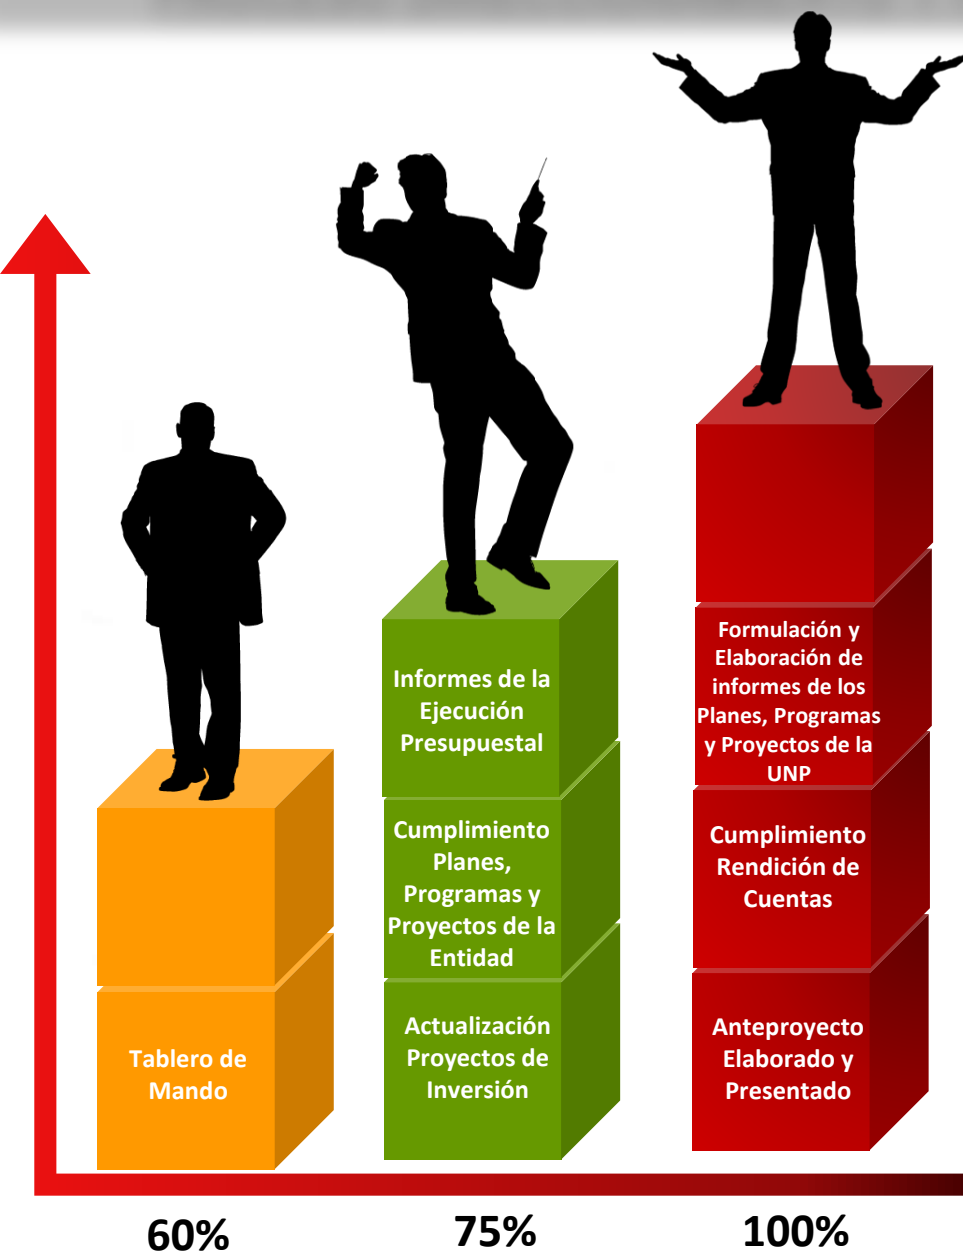 Tablero de
Mando
60%
Informes de la
Ejecución
Presupuestal
Cumplimiento
Planes,
Programas y
Proyectos de la
Entidad
Actualización
Proyectos de
Inversión
75%
Formulación y
Elaboración de
informes de los
Planes, Programas
y Proyectos de la
UNP
Cumplimiento
Rendición de
Cuentas
Anteproyecto
Elaborado y
Presentado
100%